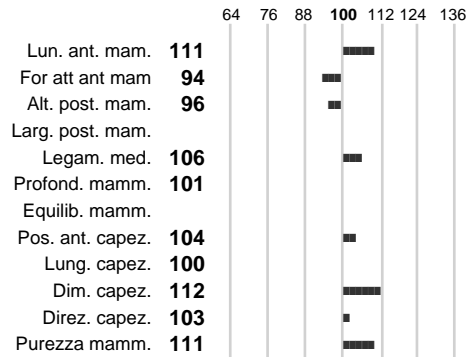 64 76 88 100 112 124 136
Lun. ant. mam. 111
For att ant mam 94
Alt. post. mam. 96
Larg. post. mam.
Legam. med. 106
Profond. mamm. 101
Equilib. mamm.
Pos. ant. capez. 104
Lung. capez. 100
Dim. capez. 112
Direz. capez. 103
Purezza mamm. 111